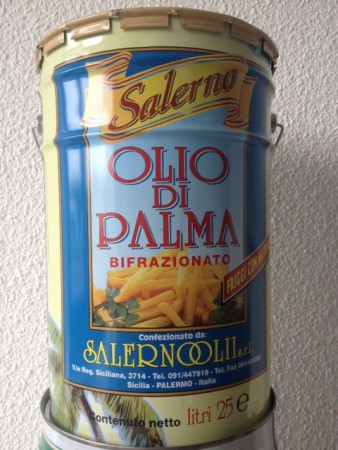 Salerno
OLIO
DI
PALMA
BIFRAZIONATO
FRIGGI CON
Confezionato da:
SALERNOOLII s.r.l.
V.le Reg. Siciliana, 3714 - Tel. 091/447918 - Tel. Fax
Sicilia - PALERMO - Italia
Contenuto netto litri 25 e